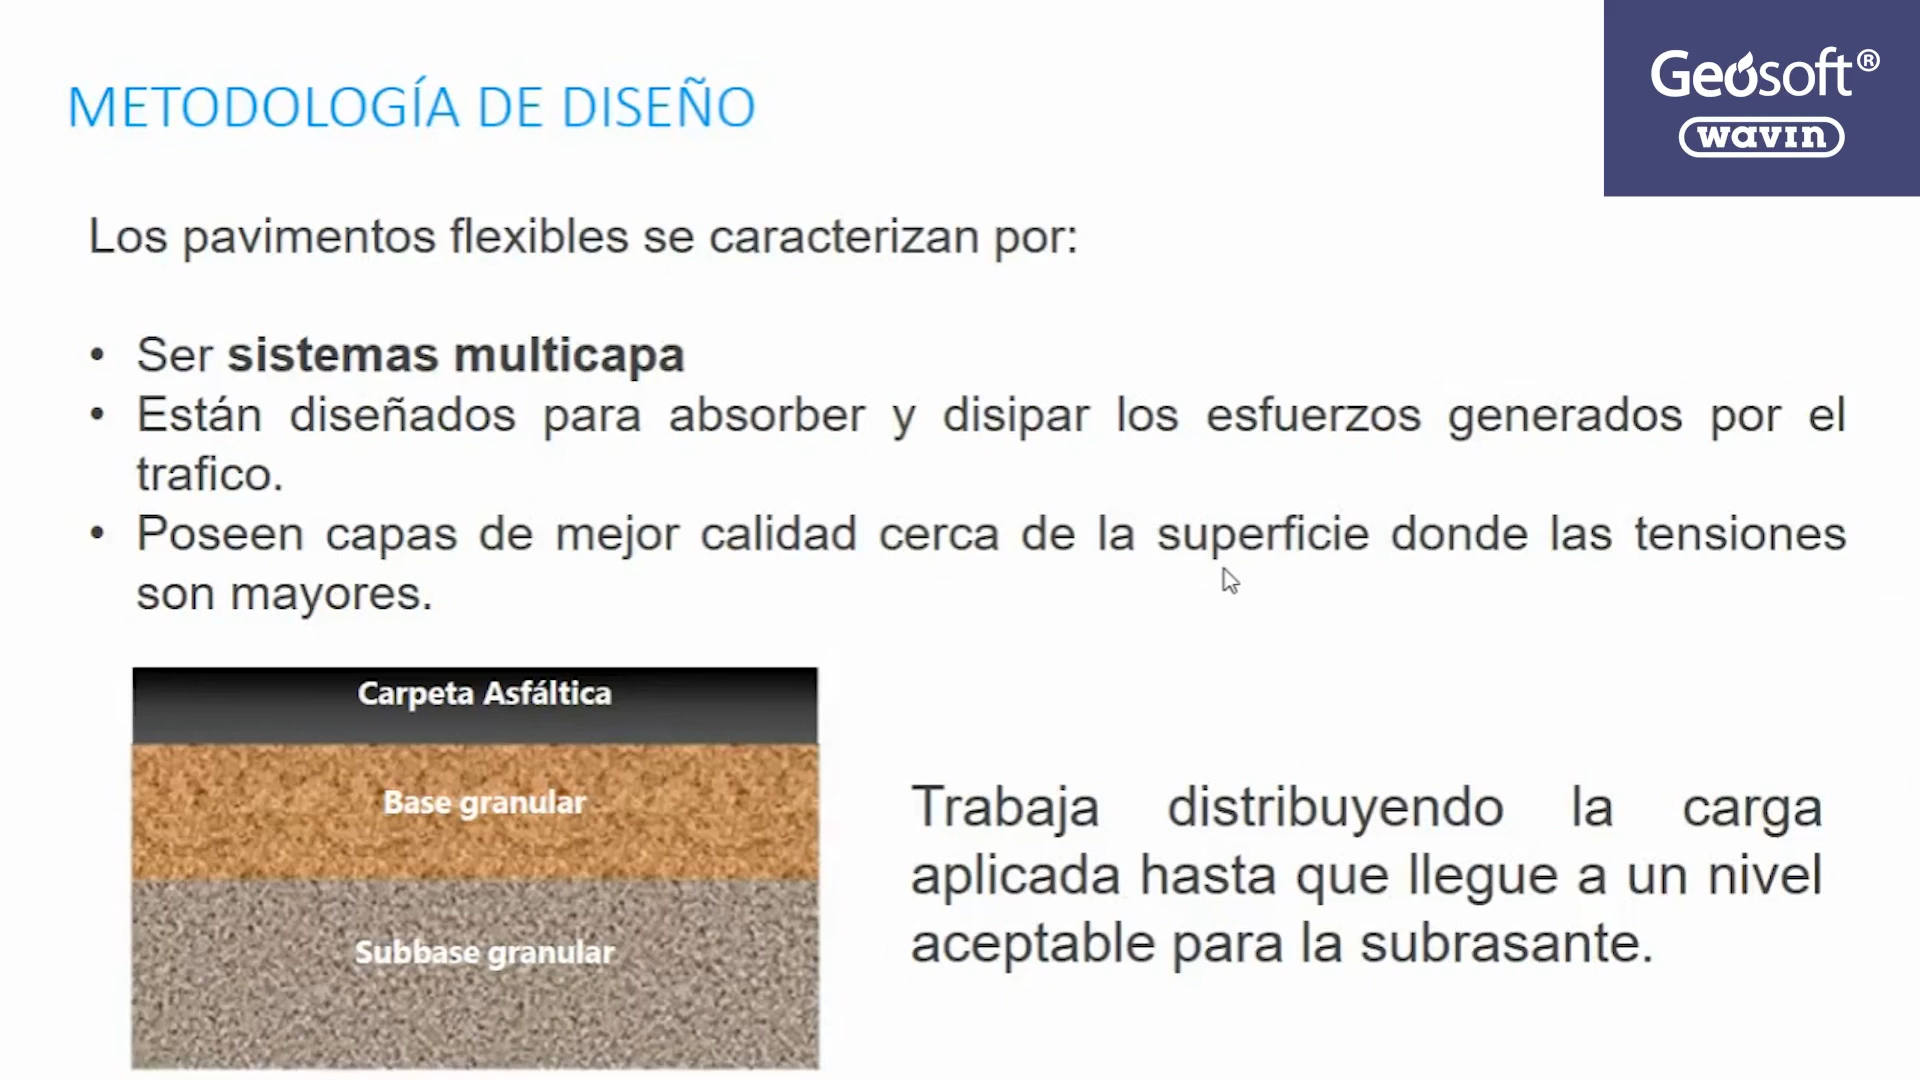 Geosoft®
wavin
METODOLOGÍA DE DISEÑO
Los pavimentos flexibles se caracterizan por:
• Ser sistemas multicapa
• Están diseñados para absorber y disipar los esfuerzos generados por el
trafico.
• Poseen capas de mejor calidad cerca de la superficie donde las tensiones
son mayores.
Carpeta Asfáltica
Base granular
Subbase granular
Trabaja distribuyendo la carga
aplicada hasta que llegue a un nivel
aceptable para la subrasante.